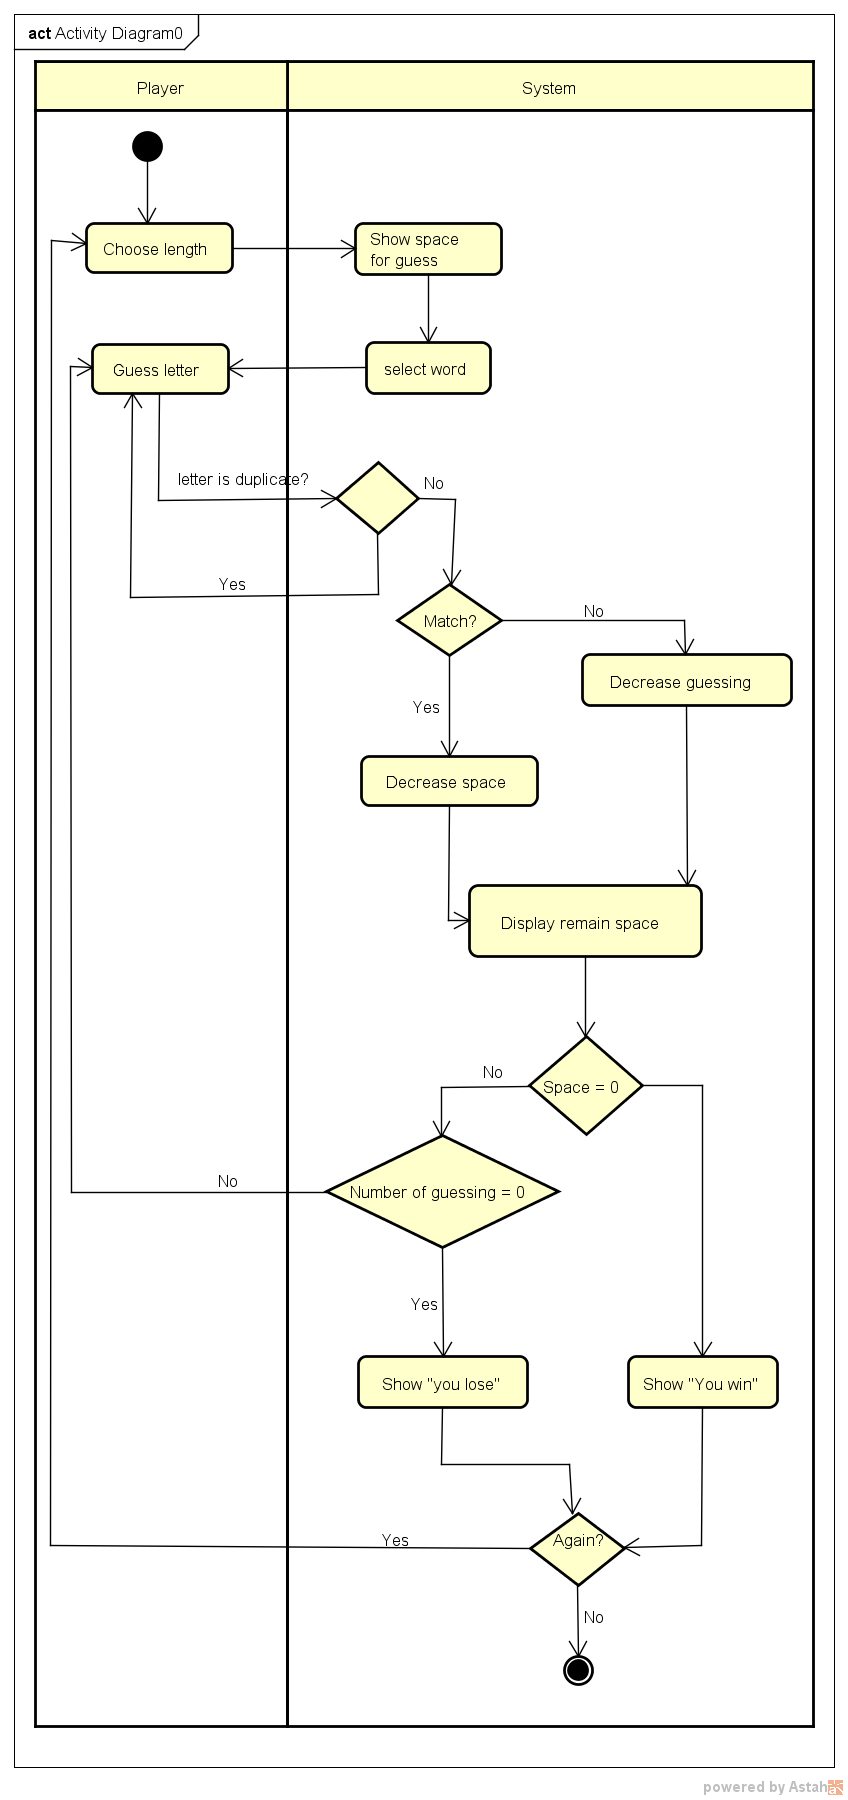 act Activity Diagram0
Player
System
Choose length
Show space
for guess
Guess letter
select word
letter is duplicate?
No
Yes
Match?
No
Decrease guessing
Yes
Decrease space
Display remain space
No
Space = 0
No
Number of guessing = 0
Yes
Show "you lose"
Show "You win"
Yes
Again?
No
powered by Astah